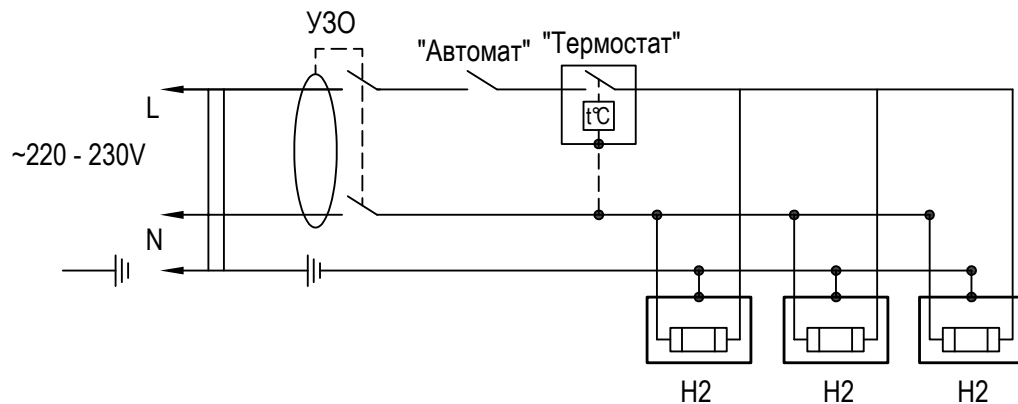 УЗО
"Автомат"
"Термостат"
L
t°C
~220 - 230V
N
H2
H2
H2